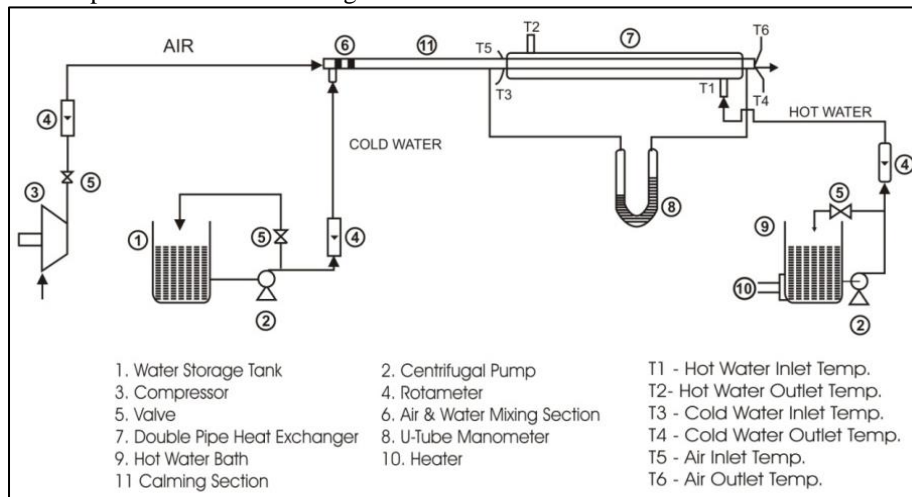 AIR
COLD WATER
HOT WATER
T2
T5
T3
T1
T6
T4
6
11
7
4
5
3
1
5
4
2
8
4
5
9
10
2
1. Water Storage Tank
2. Centrifugal Pump
3. Compressor
4. Rotameter
5. Valve
6. Air & Water Mixing Section
7. Double Pipe Heat Exchanger
8. U-Tube Manometer
9. Hot Water Bath
10. Heater
11 Calming Section
T1 - Hot Water Inlet Temp.
T2- Hot Water Outlet Temp.
T3 - Cold Water Inlet Temp.
T4 - Cold Water Outlet Temp.
T5 - Air Inlet Temp.
T6 - Air Outlet Temp.